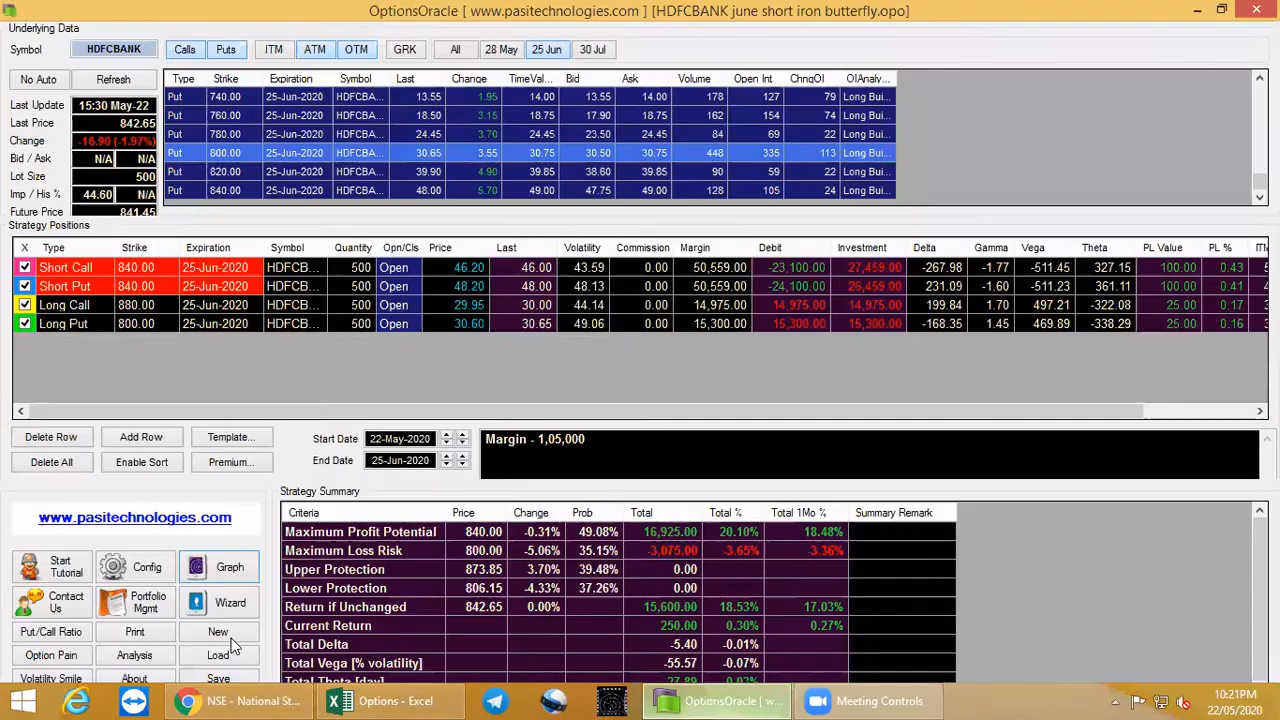 OptionsOracle [ www.pasitechnologies.com ] [HDFCBANK june short iron butterfly.opo]
Underlying Data
Symbol HDFCBANK Calls Puts ITM ATM OTM GRK All 28 May 25 Jun 30 Jul
No Auto Refresh
Type Strike Expiration Symbol Last Change TimeVal... Bid Ask Volume Open Int ChnqOI OIAnaly...
Put 740.00 25-Jun-2020 HDFCBA... 13.55 1.95 14.00 13.55 14.00 178 127 79 Long Bui...
Put 760.00 25-Jun-2020 HDFCBA... 18.50 3.15 18.75 17.90 18.75 162 154 74 Long Bui...
Put 780.00 25-Jun-2020 HDFCBA... 24.45 3.70 24.45 23.50 24.45 84 69 22 Long Bui...
Put 800.00 25-Jun-2020 HDFCBA... 30.65 3.55 30.75 30.50 30.75 448 335 113 Long Bui...
Put 820.00 25-Jun-2020 HDFCBA... 39.90 4.90 39.85 38.60 39.85 90 59 22 Long Bui...
Put 840.00 25-Jun-2020 HDFCBA... 48.00 5.70 49.00 47.75 49.00 128 105 24 Long Bui...
Last Update 15:30 May-22
Last Price 842.65
Change -16.90 (-1.97%)
Bid / Ask N/A N/A
Lot Size 500
Imp / His % 44.60 N/A
Future Price 841.45
Strategy Positions
X Type Strike Expiration Symbol Quantity Opn/Cls Price Last Volatility Commission Margin Debit Investment Delta Gamma Vega Theta PL Value PL % ITM
Short Call 840.00 25-Jun-2020 HDFCB... 500 Open 46.20 46.00 43.59 0.00 50,559.00 -23,100.00 27,459.00 -267.98 -1.77 -511.45 327.15 100.00 0.43
Short Put 840.00 25-Jun-2020 HDFCB... 500 Open 48.20 48.00 48.13 0.00 50,559.00 -24,100.00 26,459.00 231.09 -1.60 -511.23 361.11 100.00 0.41
Long Call 880.00 25-Jun-2020 HDFCB... 500 Open 29.95 30.00 44.14 0.00 14,975.00 14,975.00 14,975.00 199.84 1.70 497.21 -322.08 25.00 0.17
Long Put 800.00 25-Jun-2020 HDFCB... 500 Open 30.60 30.65 49.06 0.00 15,300.00 15,300.00 15,300.00 -168.35 1.45 469.89 -338.29 25.00 0.16
Delete Row Add Row Template... Start Date 22-May-2020 Margin - 1,05,000
Delete All Enable Sort Premium... End Date 25-Jun-2020
www.pasitechnologies.com
Start Tutorial Config Graph
Contact Us Portfolio Mgmt Wizard
Put/Call Ratio Print New
Option Pain Analysis Load
Volatility Smile About Save
Strategy Summary
Criteria Price Change Prob Total Total % Total 1Mo % Summary Remark
Maximum Profit Potential 840.00 -0.31% 49.08% 16,925.00 20.10% 18.48%
Maximum Loss Risk 800.00 -5.06% 35.15% -3,075.00 -3.65% -3.36%
Upper Protection 873.85 3.70% 39.48% 0.00
Lower Protection 806.15 -4.33% 37.26% 0.00
Return if Unchanged 842.65 0.00% 15,600.00 18.53% 17.03%
Current Return 250.00 0.30% 0.27%
Total Delta -5.40 -0.01%
Total Vega [% volatility] -55.57 -0.07%
Total Theta [day] 27.89 0.03%
NSE - National St... Options - Excel OptionsOracle [ w... Meeting Controls
10:21PM
22/05/2020